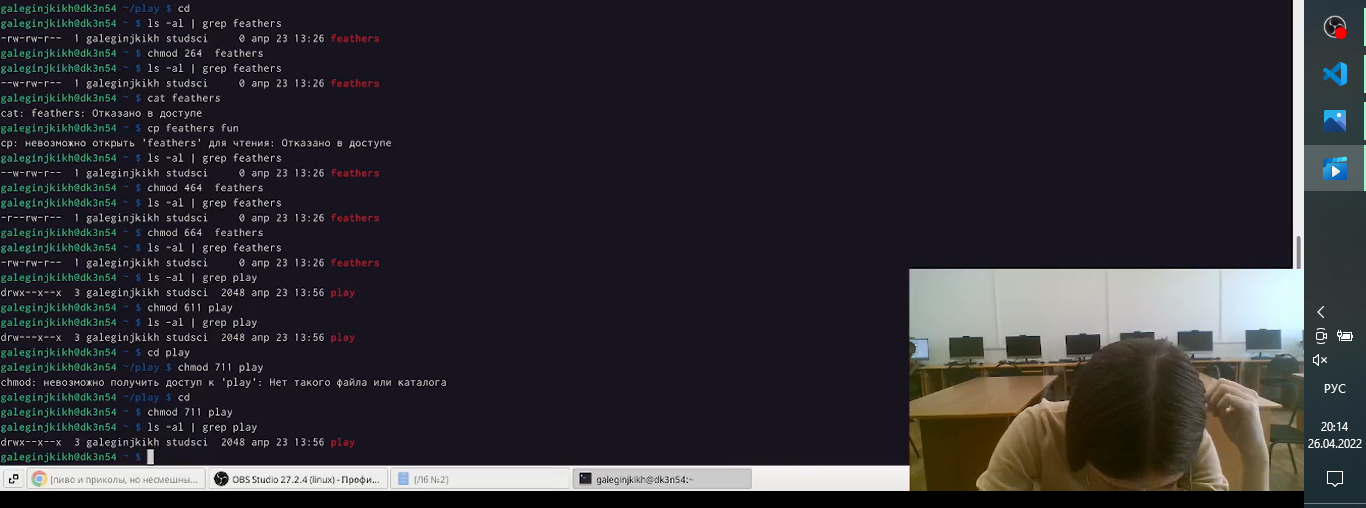 galeginjkikh@dk3n54 ~/play $ cd
galeginjkikh@dk3n54 ~ $ ls -al | grep feathers
-rw-rw-r-- 1 galeginjkikh studsci 0 апр 23 13:26 feathers
galeginjkikh@dk3n54 ~ $ chmod 264 feathers
galeginjkikh@dk3n54 ~ $ ls -al | grep feathers
--w-rw-r-- 1 galeginjkikh studsci 0 апр 23 13:26 feathers
galeginjkikh@dk3n54 ~ $ cat feathers
cat: feathers: Отказано в доступе
galeginjkikh@dk3n54 ~ $ cp feathers fun
cp: невозможно открыть 'feathers' для чтения: Отказано в доступе
galeginjkikh@dk3n54 ~ $ ls -al | grep feathers
--w-rw-r-- 1 galeginjkikh studsci 0 апр 23 13:26 feathers
galeginjkikh@dk3n54 ~ $ chmod 464 feathers
galeginjkikh@dk3n54 ~ $ ls -al | grep feathers
-r--rw-r-- 1 galeginjkikh studsci 0 апр 23 13:26 feathers
galeginjkikh@dk3n54 ~ $ chmod 664 feathers
galeginjkikh@dk3n54 ~ $ ls -al | grep feathers
-rw-rw-r-- 1 galeginjkikh studsci 0 апр 23 13:26 feathers
galeginjkikh@dk3n54 ~ $ ls -al | grep play
drwx--x--x 3 galeginjkikh studsci 2048 апр 23 13:56 play
galeginjkikh@dk3n54 ~ $ chmod 611 play
galeginjkikh@dk3n54 ~ $ ls -al | grep play
drw---x--x 3 galeginjkikh studsci 2048 апр 23 13:56 play
galeginjkikh@dk3n54 ~ $ cd play
galeginjkikh@dk3n54 ~/play $ chmod 711 play
chmod: невозможно получить доступ к 'play': Нет такого файла или каталога
galeginjkikh@dk3n54 ~/play $ cd
galeginjkikh@dk3n54 ~ $ chmod 711 play
galeginjkikh@dk3n54 ~ $ ls -al | grep play
drwx--x--x 3 galeginjkikh studsci 2048 апр 23 13:56 play
galeginjkikh@dk3n54 ~ $
[пиво и приколы, но несмешны...
OBS Studio 27.2.4 (linux) - Профи...
[Лб №2]
galeginjkikh@dk3n54:~
РУС
20:14
26.04.2022